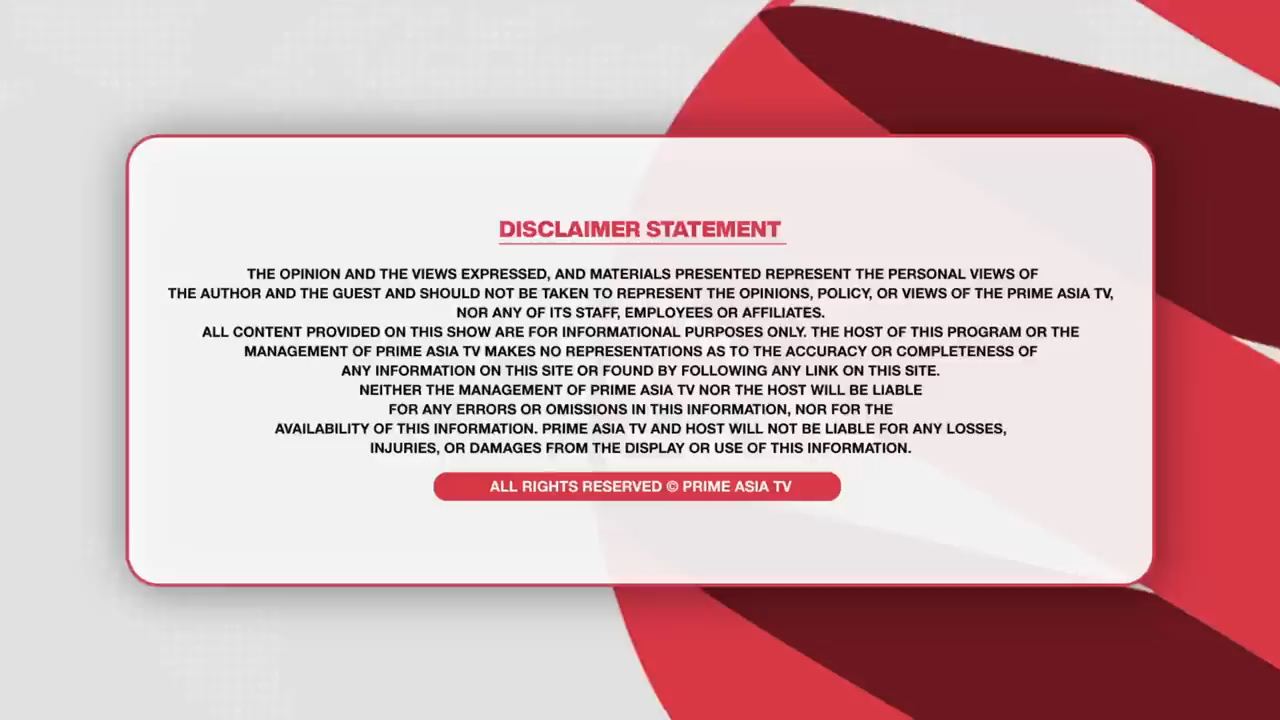 DISCLAIMER STATEMENT
THE OPINION AND THE VIEWS EXPRESSED, AND MATERIALS PRESENTED REPRESENT THE PERSONAL VIEWS OF
THE AUTHOR AND THE GUEST AND SHOULD NOT BE TAKEN TO REPRESENT THE OPINIONS, POLICY, OR VIEWS OF THE PRIME ASIA TV,
NOR ANY OF ITS STAFF, EMPLOYEES OR AFFILIATES.
ALL CONTENT PROVIDED ON THIS SHOW ARE FOR INFORMATIONAL PURPOSES ONLY. THE HOST OF THIS PROGRAM OR THE
MANAGEMENT OF PRIME ASIA TV MAKES NO REPRESENTATIONS AS TO THE ACCURACY OR COMPLETENESS OF
ANY INFORMATION ON THIS SITE OR FOUND BY FOLLOWING ANY LINK ON THIS SITE.
NEITHER THE MANAGEMENT OF PRIME ASIA TV NOR THE HOST WILL BE LIABLE
FOR ANY ERRORS OR OMISSIONS IN THIS INFORMATION, NOR FOR THE
AVAILABILITY OF THIS INFORMATION. PRIME ASIA TV AND HOST WILL NOT BE LIABLE FOR ANY LOSSES,
INJURIES, OR DAMAGES FROM THE DISPLAY OR USE OF THIS INFORMATION.
ALL RIGHTS RESERVED © PRIME ASIA TV